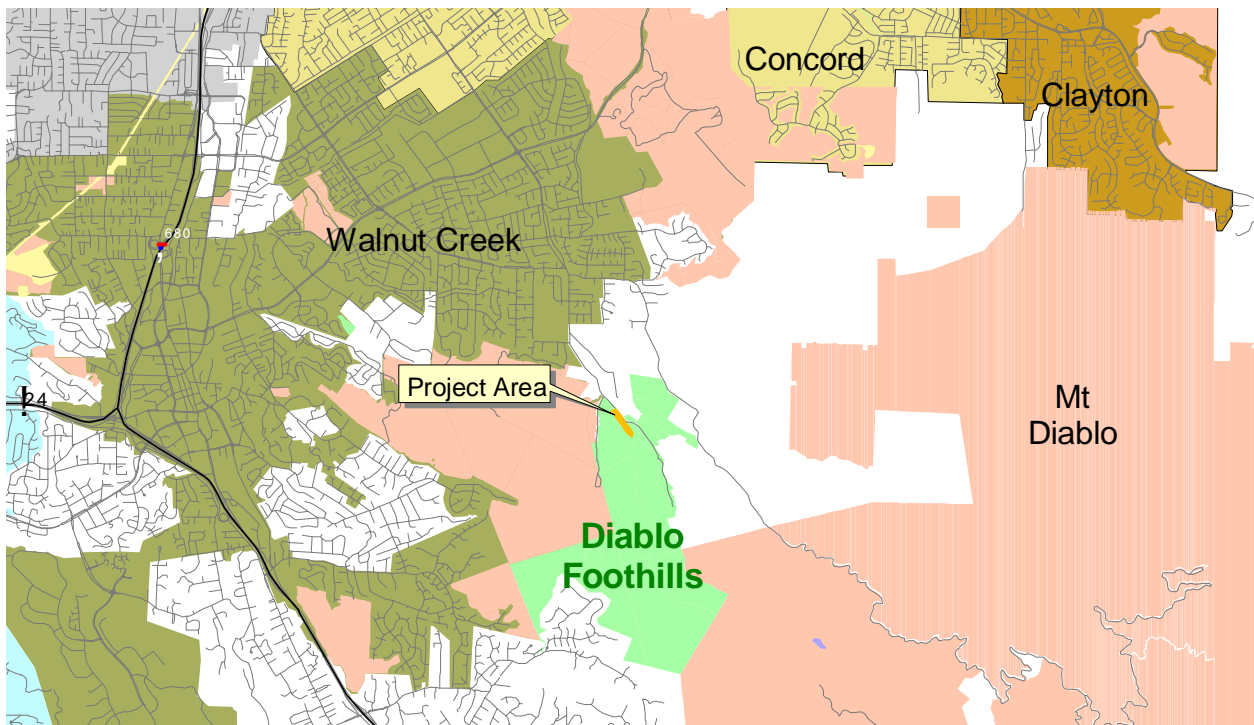 Concord
Clayton
680
Walnut Creek
Project Area
24
Mt
Diablo
Diablo
Foothills